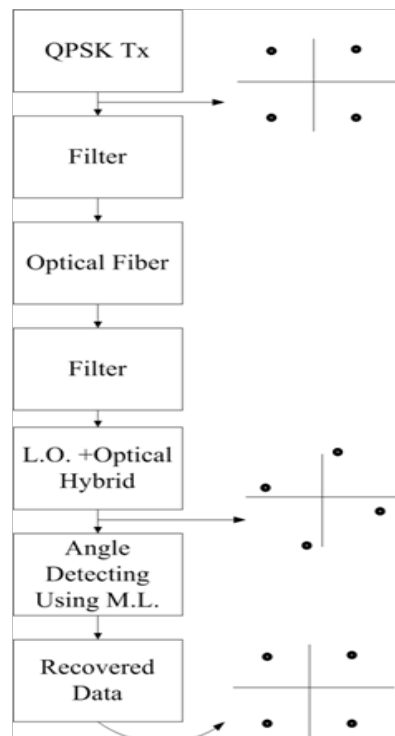 QPSK Tx
Filter
Optical Fiber
Filter
L.O. +Optical
Hybrid
Angle
Detecting
Using M.L.
Recovered
Data